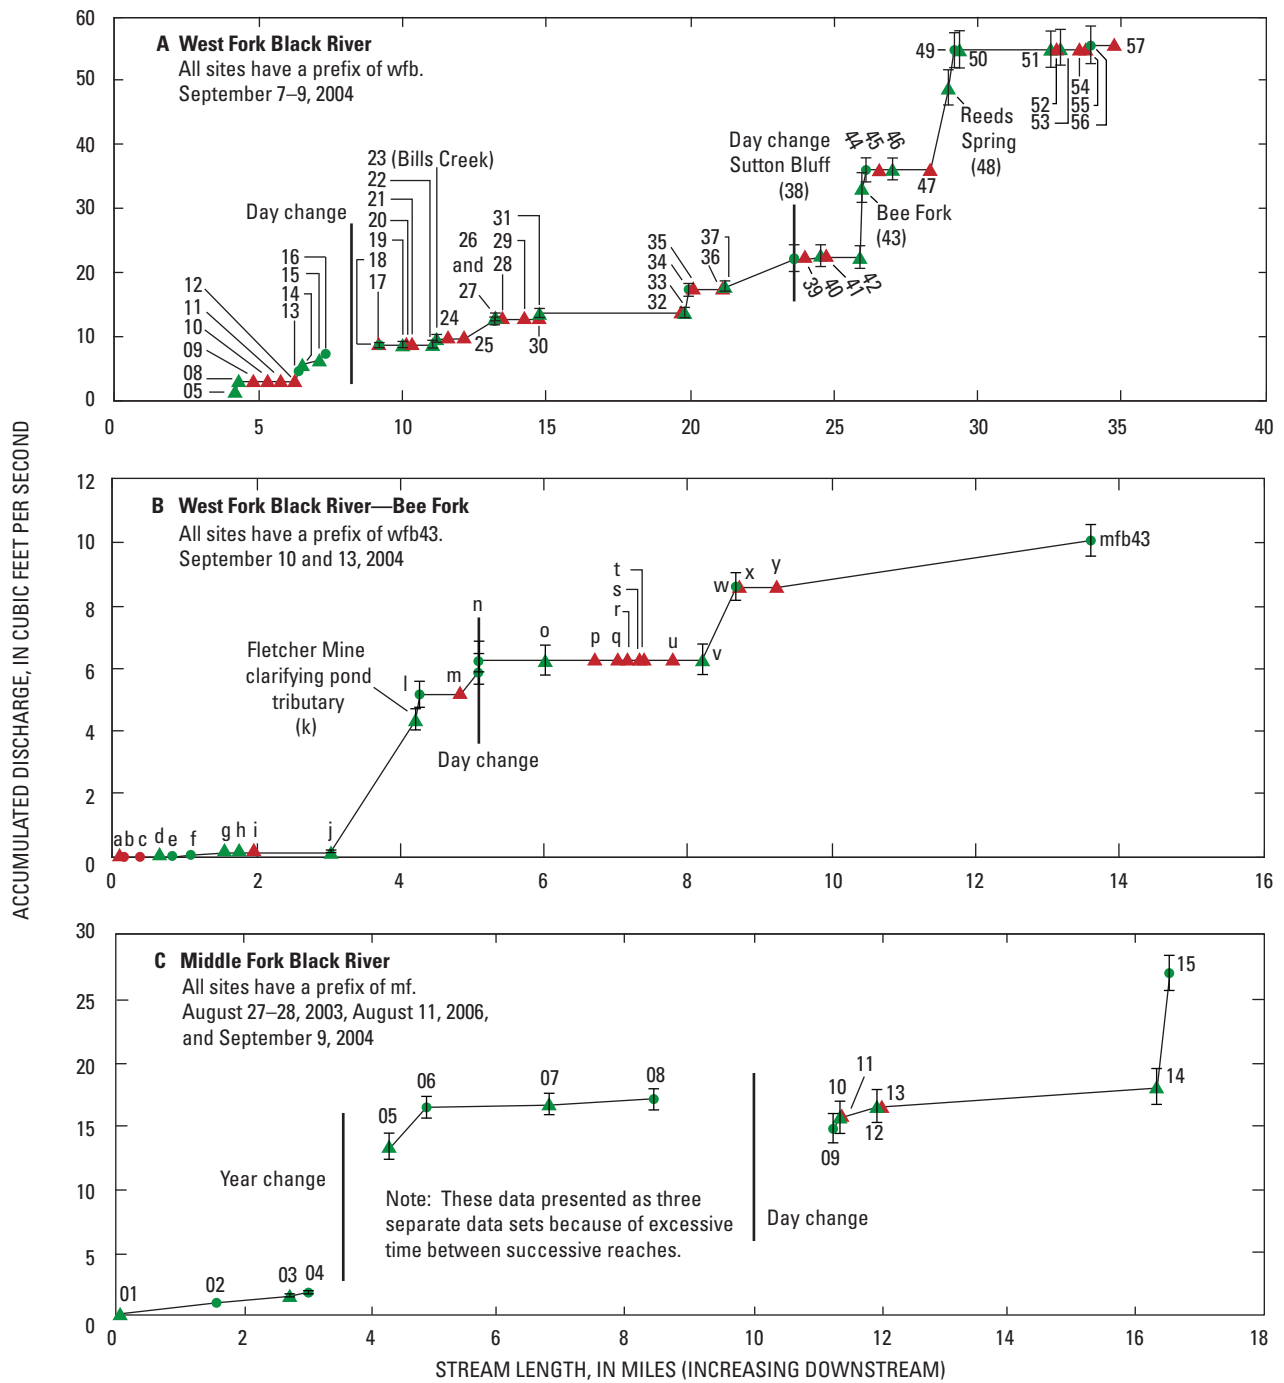 ACCUMULATED DISCHARGE, IN CUBIC FEET PER SECOND
A West Fork Black River
All sites have a prefix of wfb.
September 7–9, 2004
60
50
40
30
20
10
0
0 5 10 15 20 25 30 35 40
05
08
09
10
11
12
13
14
15
16
Day change
17
18
19
20
21
22
23 (Bills Creek)
24
25
26
and
27
28
29
31
30
32
33
34
35
36
37
Day change
Sutton Bluff
(38)
39
40
41
42
Bee Fork
(43)
44
45
46
47
Reeds
Spring
(48)
49
50
51
52
53
54
55
56
57
B West Fork Black River—Bee Fork
All sites have a prefix of wfb43.
September 10 and 13, 2004
12
10
8
6
4
2
0
0 2 4 6 8 10 12 14 16
a b c d e f g h i j
Fletcher Mine
clarifying pond
tributary
(k)
l
m
n
Day change
o
p
q
r
s
t
u
v
w
x
y
mfb43
C Middle Fork Black River
All sites have a prefix of mf.
August 27–28, 2003, August 11, 2006,
and September 9, 2004
30
25
20
15
10
5
0
0 2 4 6 8 10 12 14 16 18
01
02
03
04
Year change
05
06
07
08
Note: These data presented as three
separate data sets because of excessive
time between successive reaches.
Day change
09
10
11
12
13
14
15
STREAM LENGTH, IN MILES (INCREASING DOWNSTREAM)